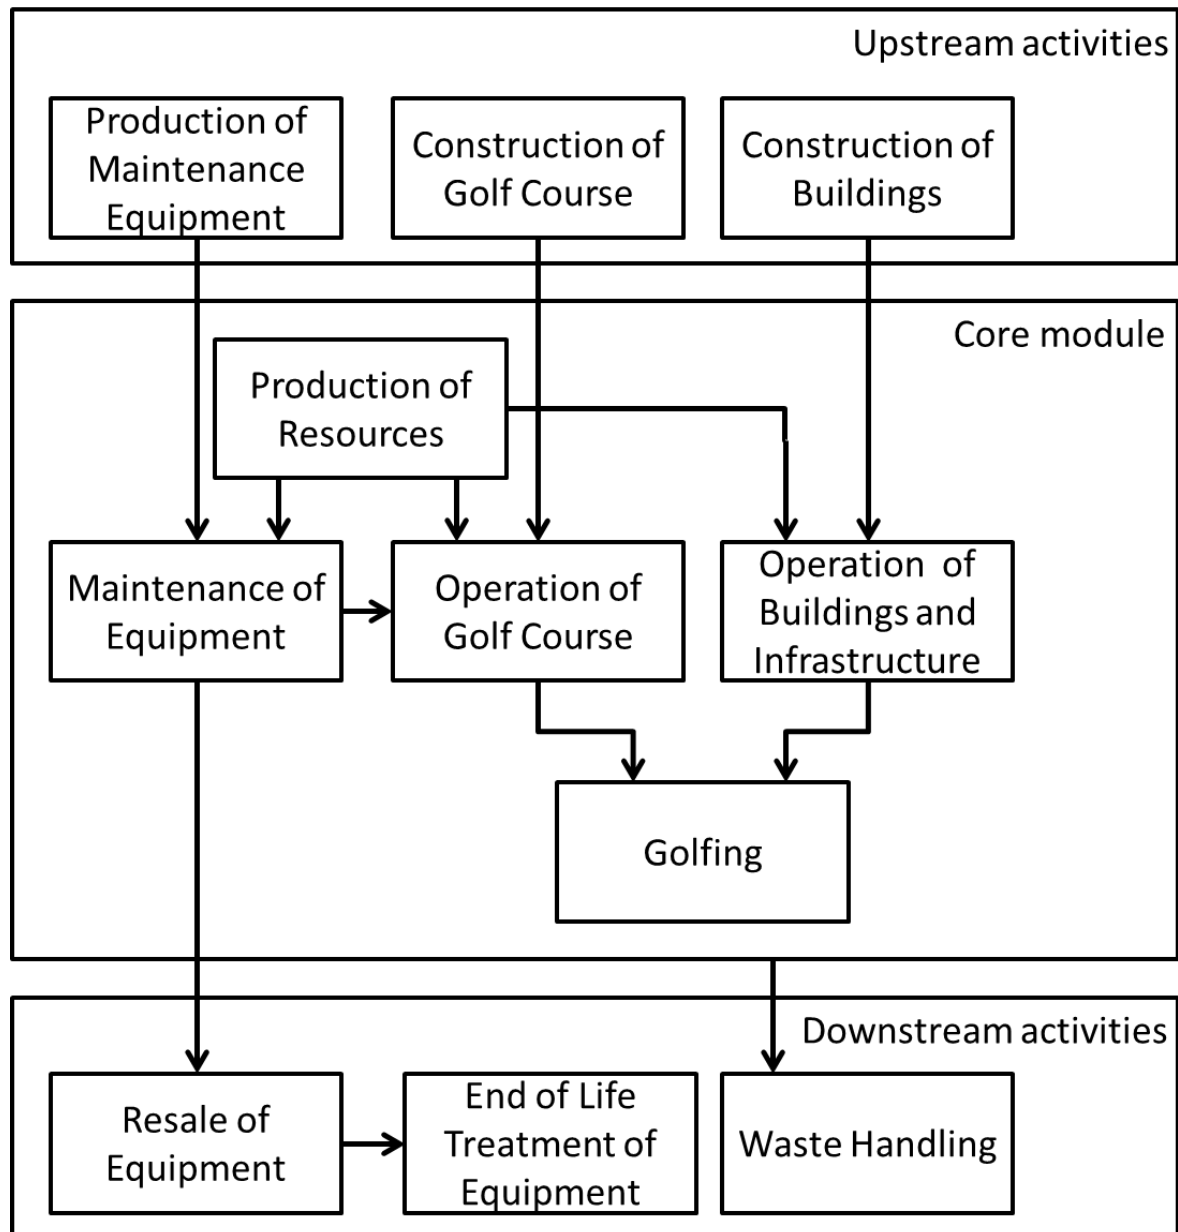 Upstream activities
Production of
Maintenance
Equipment
Construction of
Golf Course
Construction of
Buildings
Core module
Production of
Resources
Maintenance of
Equipment
Operation of
Golf Course
Operation of
Buildings and
Infrastructure
Golfing
Downstream activities
Resale of
Equipment
End of Life
Treatment of
Equipment
Waste Handling